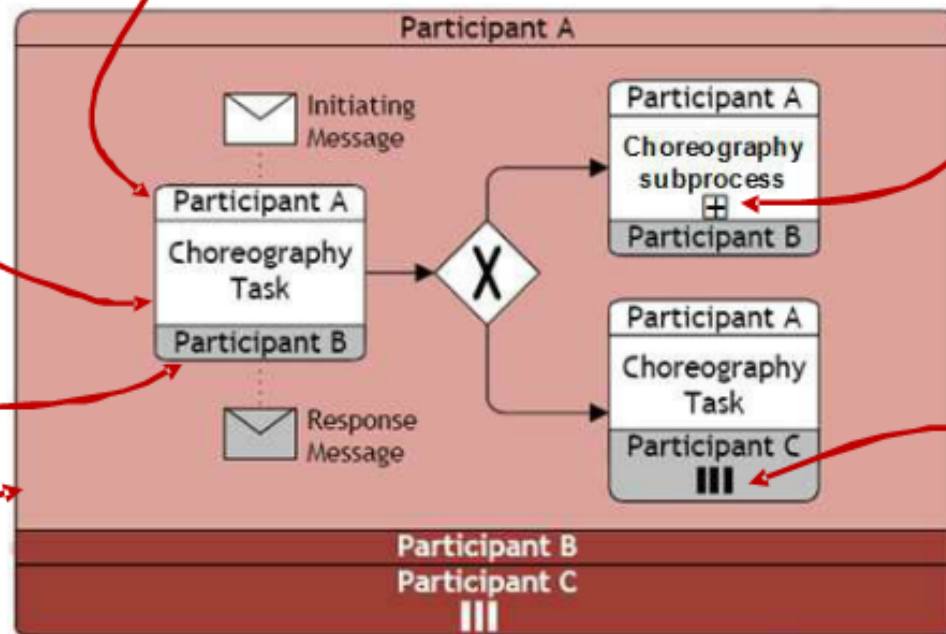 Participant A
Initiating
Message
Participant A
Choreography
Task
Participant B
Response
Message
X
Participant A
Choreography
subprocess
Participant B
Participant A
Choreography
Task
Participant C
Participant B
Participant C